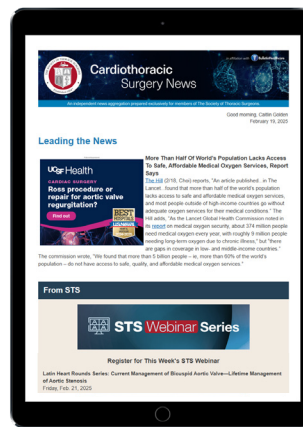 Cardiothoracic
Surgery News
in affiliation with BulletinHealthcare
An independent news aggregation prepared exclusively for members of The Society of Thoracic Surgeons.
Good morning, Caitlin Golden
February 19, 2025
Leading the News
UCSF Health
CARDIAC SURGERY
Ross procedure or
repair for aortic valve
regurgitation?
Find out
BEST
HOSPITALS
More Than Half Of World's Population Lacks Access
To Safe, Affordable Medical Oxygen Services, Report
Says
The Hill (2/18, Choi) reports, "An article published...in The
Lancet...found that more than half of the world's population
lacks access to safe and affordable medical oxygen services,
and most people outside of high-income countries go without
adequate oxygen services for their medical conditions." The
Hill adds, "As the Lancet Global Health Commission noted in
its report on medical oxygen security, about 374 million people
need medical oxygen every year, with roughly 9 million people
needing long-term oxygen due to chronic illness," but "there
are gaps in coverage in low- and middle-income countries."
The commission wrote, "We found that more than 5 billion people – ie, more than 60% of the world's
population – do not have access to safe, quality, and affordable medical oxygen services."
From STS
STS Webinar Series
Register for This Week's STS Webinar
Latin Heart Rounds Series: Current Management of Bicuspid Aortic Valve—Lifetime Management
of Aortic Stenosis
Friday, Feb. 21, 2025